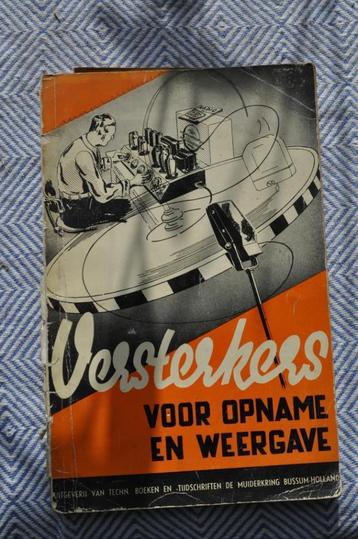 Versterkers
VOOR OPNAME
EN WEERGAVE
UITGEVERIJ VAN TECHN. BOEKEN EN -TIJDSCHRIFTEN DE MUIDERKRING BUSSUM-HOLLAND